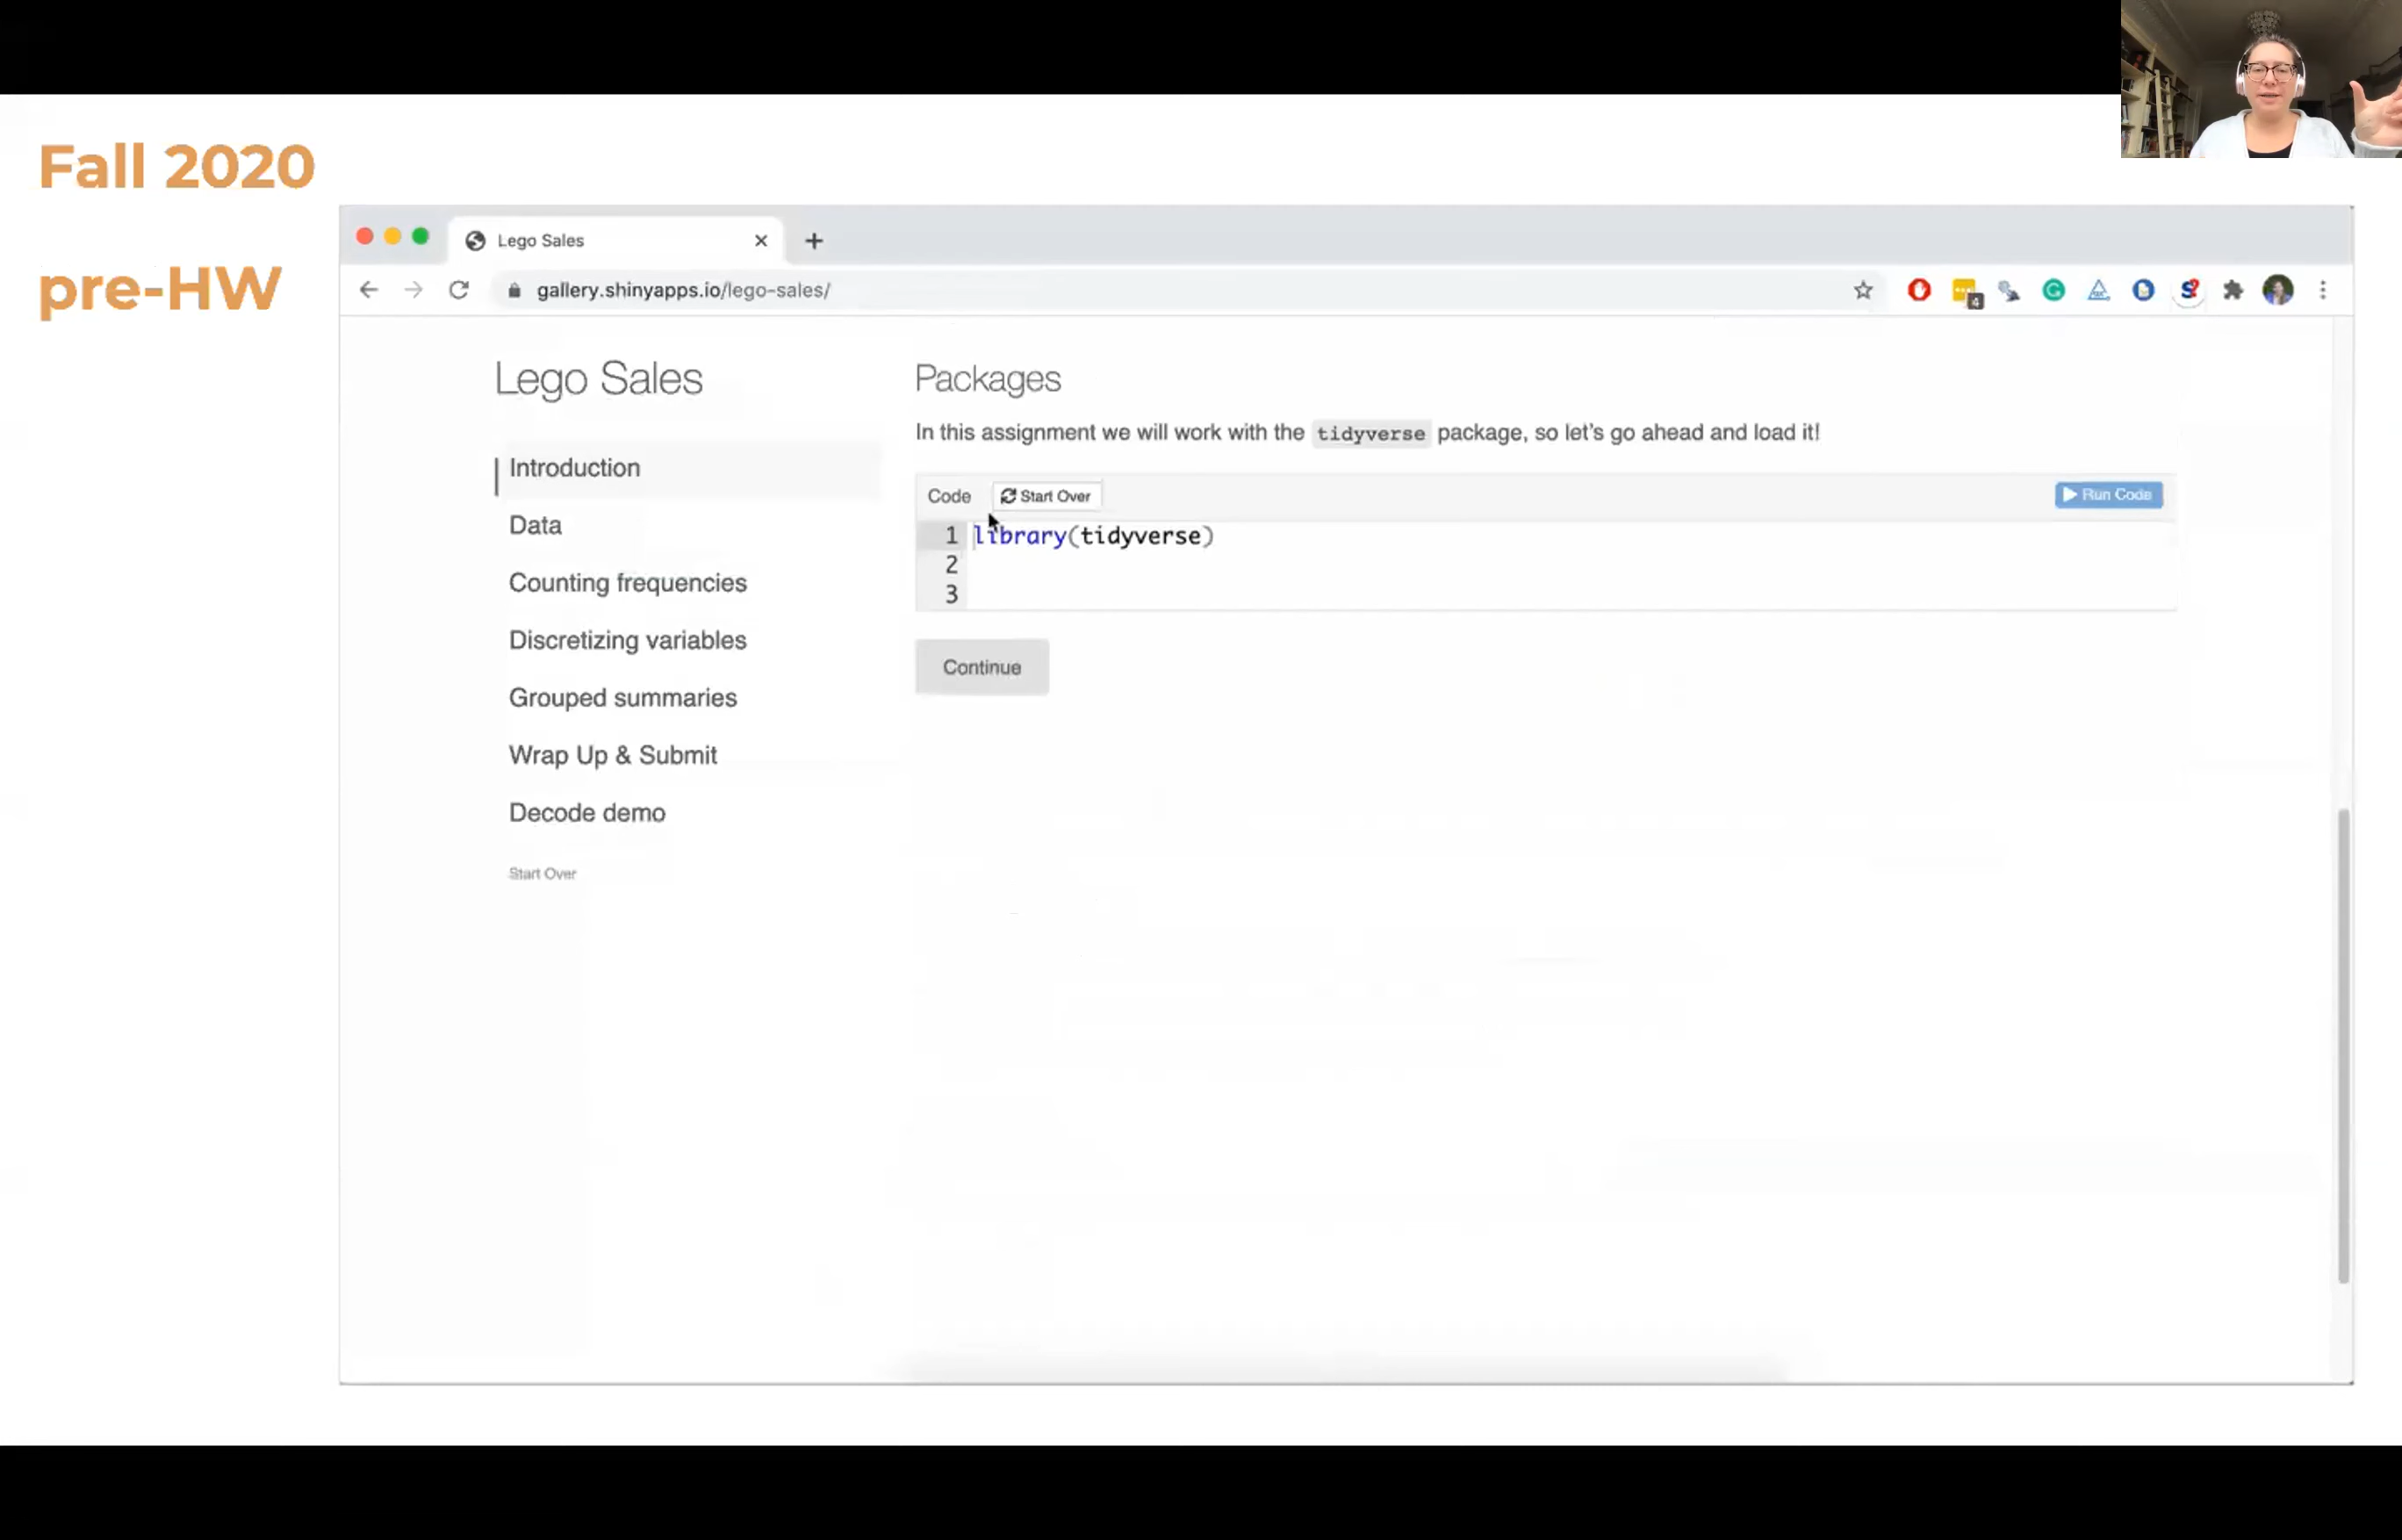 Fall 2020
pre-HW
Lego Sales
gallery.shinyapps.io/lego-sales/
4
Lego Sales
Introduction
Data
Counting frequencies
Discretizing variables
Grouped summaries
Wrap Up & Submit
Decode demo
Start Over
Packages
In this assignment we will work with the tidyverse package, so let's go ahead and load it!
Code
Start Over
Run Code
1 library(tidyverse)
2
3
Continue